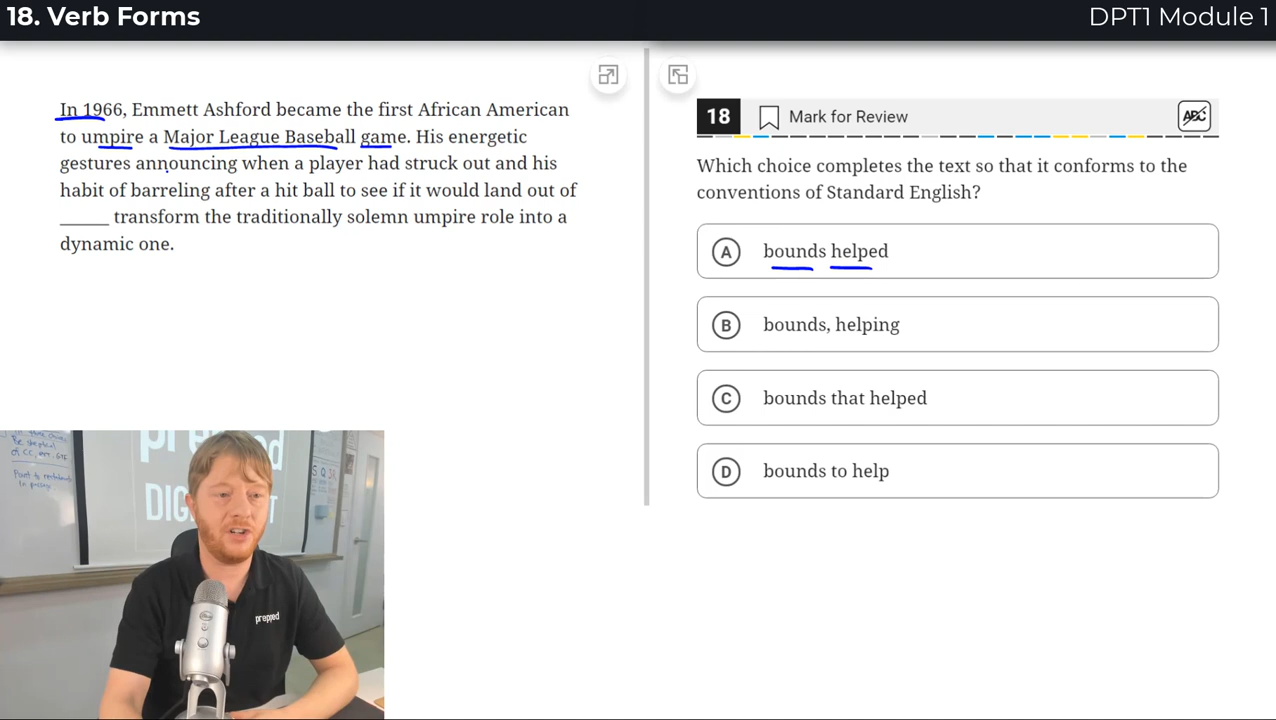 18. Verb Forms
DPT1 Module 1
In 1966, Emmett Ashford became the first African American
to umpire a Major League Baseball game. His energetic
gestures announcing when a player had struck out and his
habit of barreling after a hit ball to see if it would land out of
______ transform the traditionally solemn umpire role into a
dynamic one.
18 Mark for Review ABC
Which choice completes the text so that it conforms to the
conventions of Standard English?
A bounds helped
B bounds, helping
C bounds that helped
D bounds to help
Be skeptical
in passage
DIG
S Q
prepped